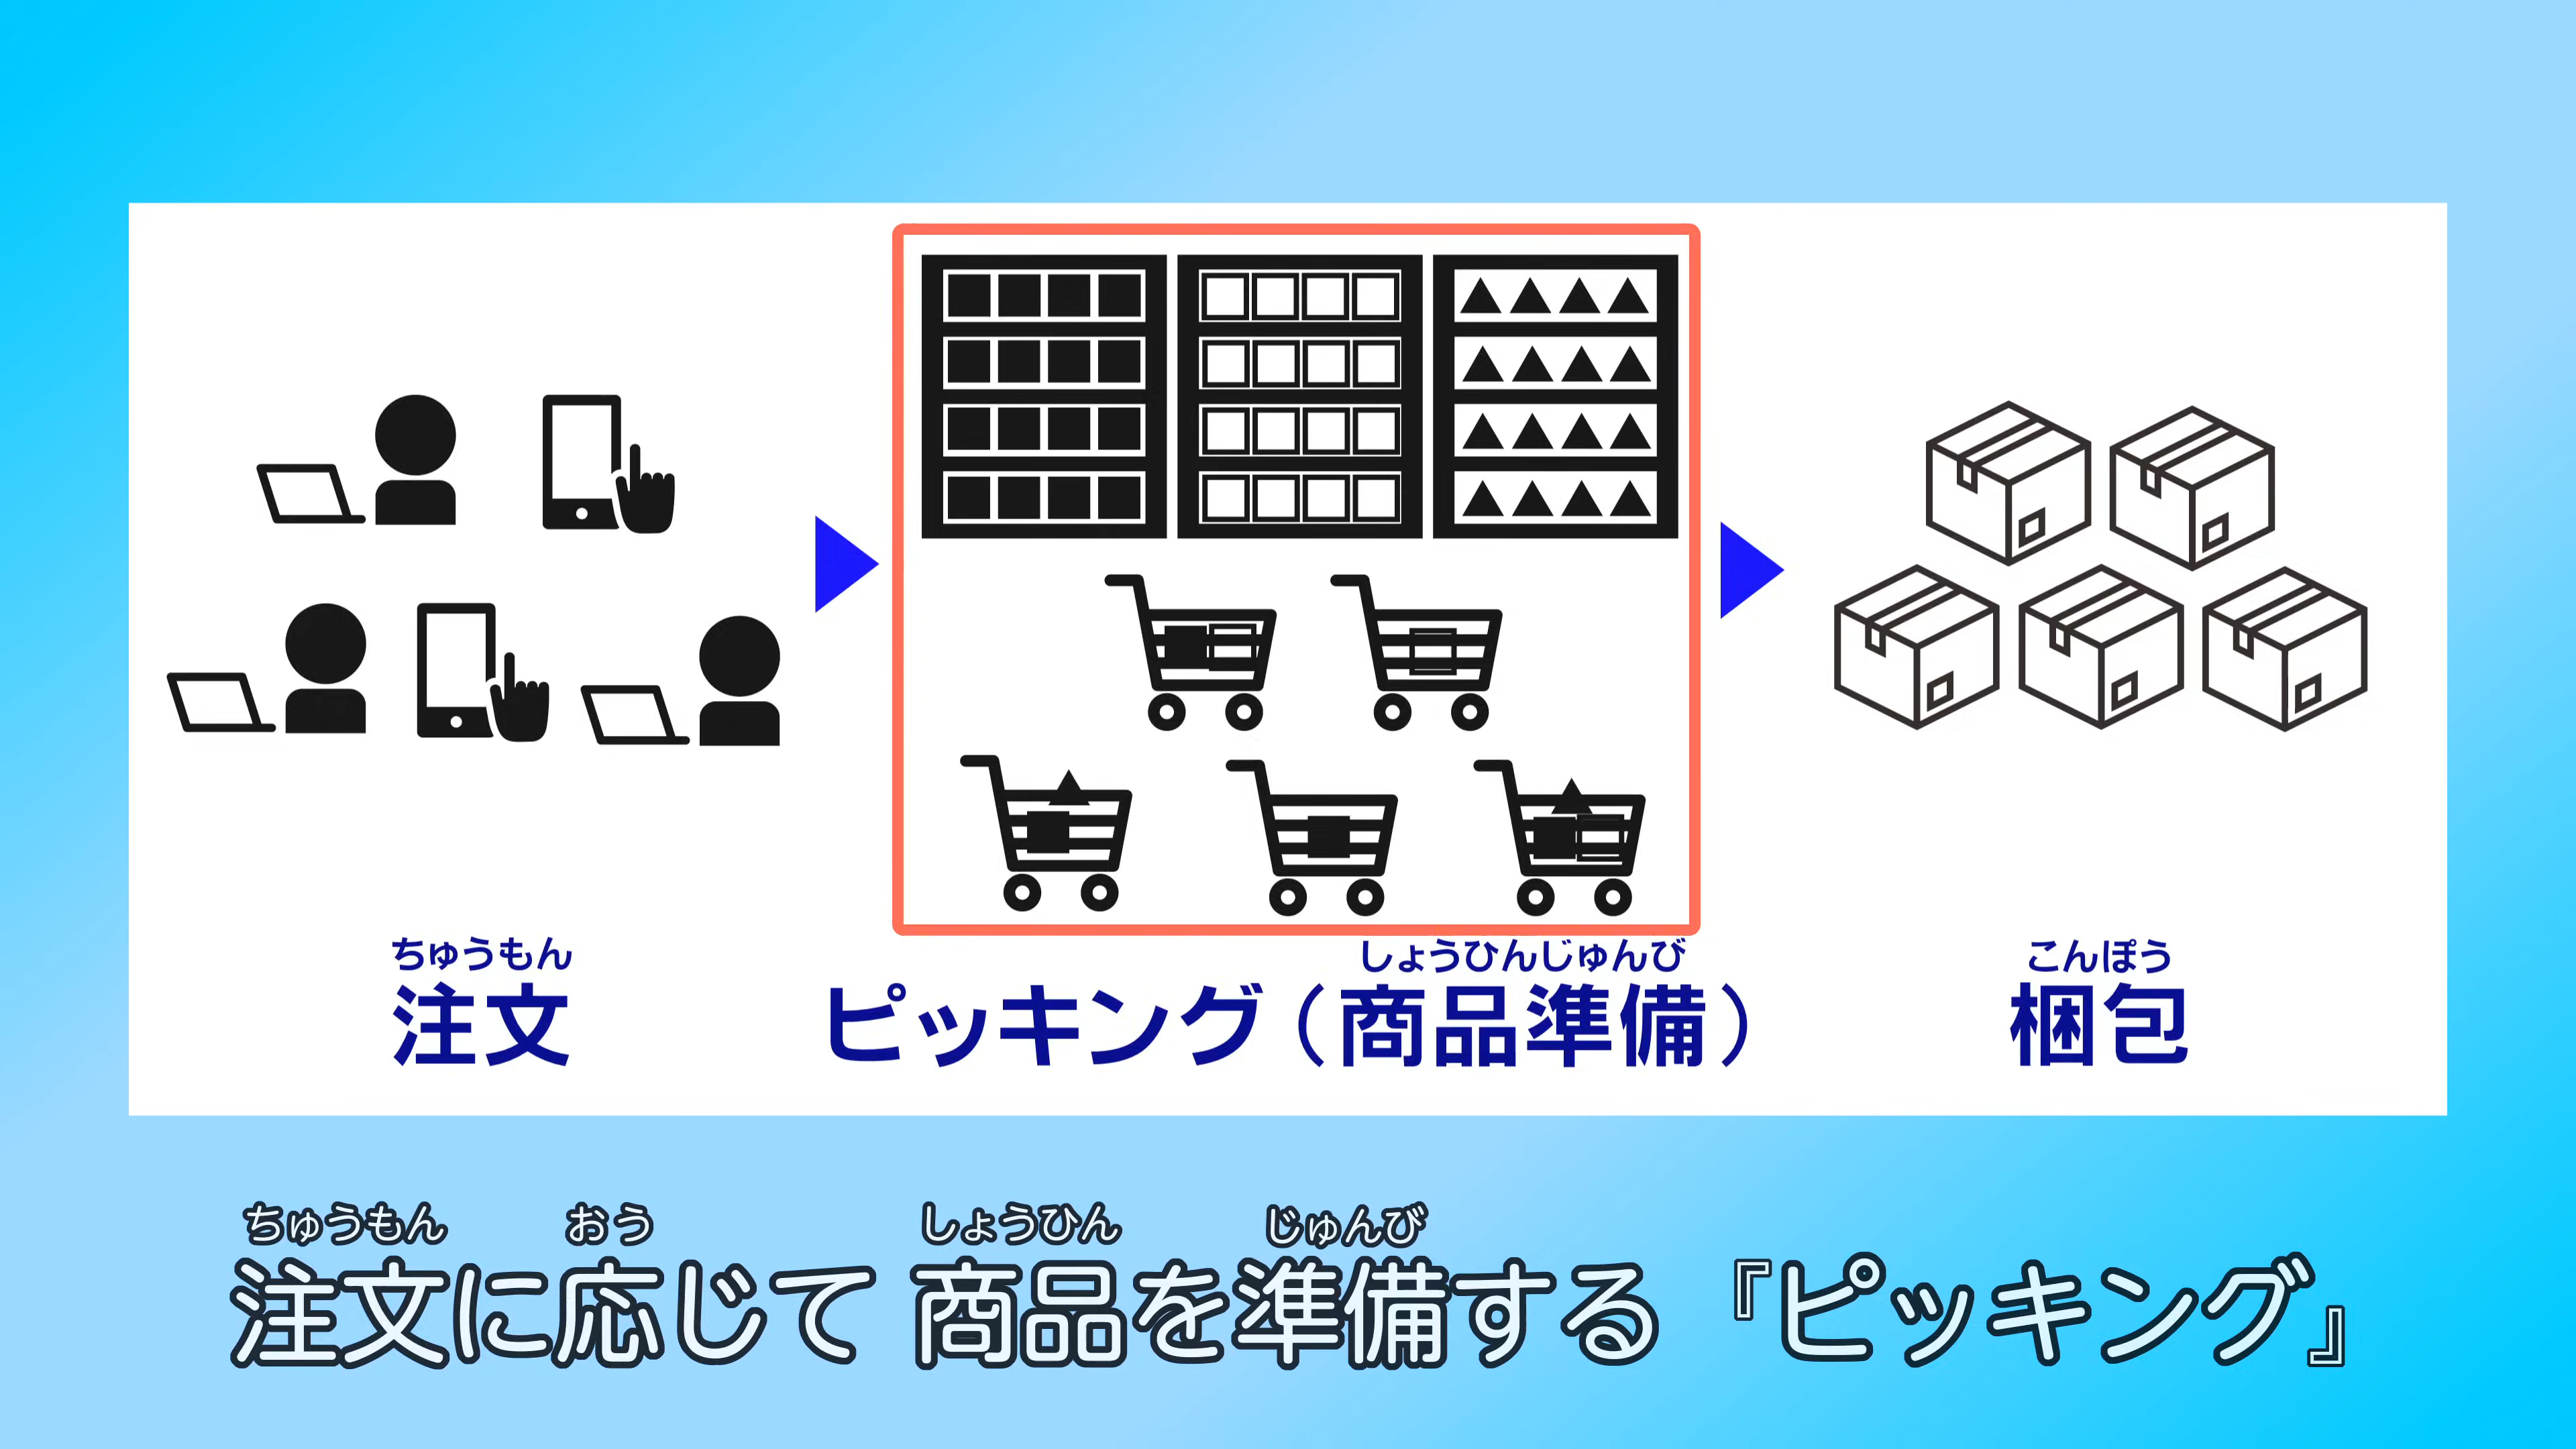 ちゅうもん
注文
しょうひんじゅんび
ピッキング（商品準備）
こんぽう
梱包
ちゅうもん おう しょうひん じゅんび
注文に応じて 商品を準備する『ピッキング』